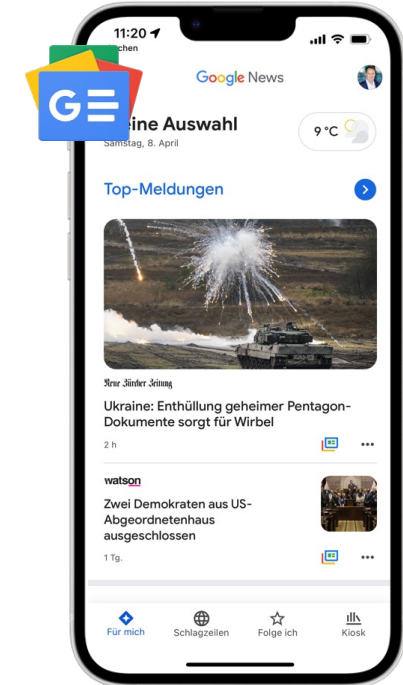 11:20
Google News
eine Auswahl
Samstag, 8. April
9 °C
Top-Meldungen
Neue Zürcher Zeitung
Ukraine: Enthüllung geheimer Pentagon-
Dokumente sorgt für Wirbel
2 h
watson
Zwei Demokraten aus US-
Abgeordnetenhaus
ausgeschlossen
1 Tg.
Für mich
Schlagzeilen
Folge ich
Kiosk